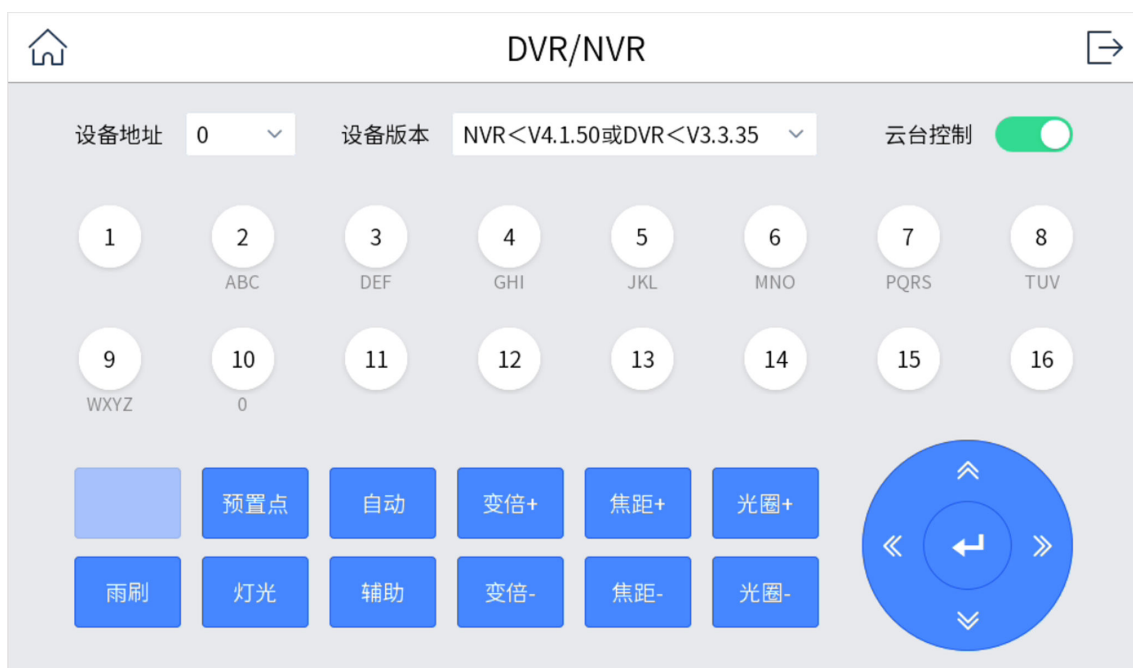 DVR/NVR
设备地址 0 设备版本 NVR＜V4.1.50或DVR＜V3.3.35 云台控制
1 2 3 4 5 6 7 8
ABC DEF GHI JKL MNO PQRS TUV
9 10 11 12 13 14 15 16
WXYZ 0
预置点 自动 变倍+ 焦距+ 光圈+
雨刷 灯光 辅助 变倍- 焦距- 光圈-